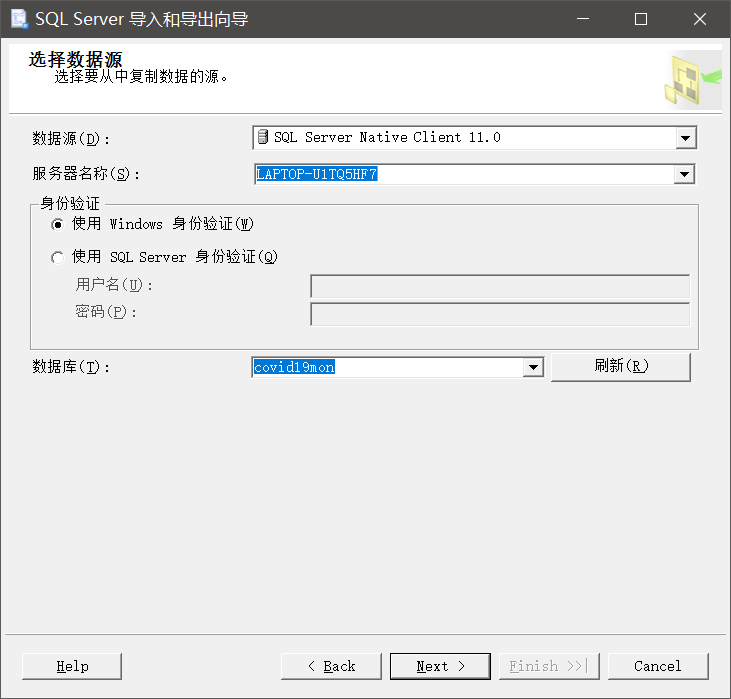 SQL Server 导入和导出向导
选择数据源
选择要从中复制数据的源。
数据源(D): SQL Server Native Client 11.0
服务器名称(S): LAPTOP-U1TQ5HF7
身份验证
使用 Windows 身份验证(W)
使用 SQL Server 身份验证(Q)
用户名(U):
密码(P):
数据库(T): covid19mon 刷新(R)
Help < Back Next > Finish >>| Cancel